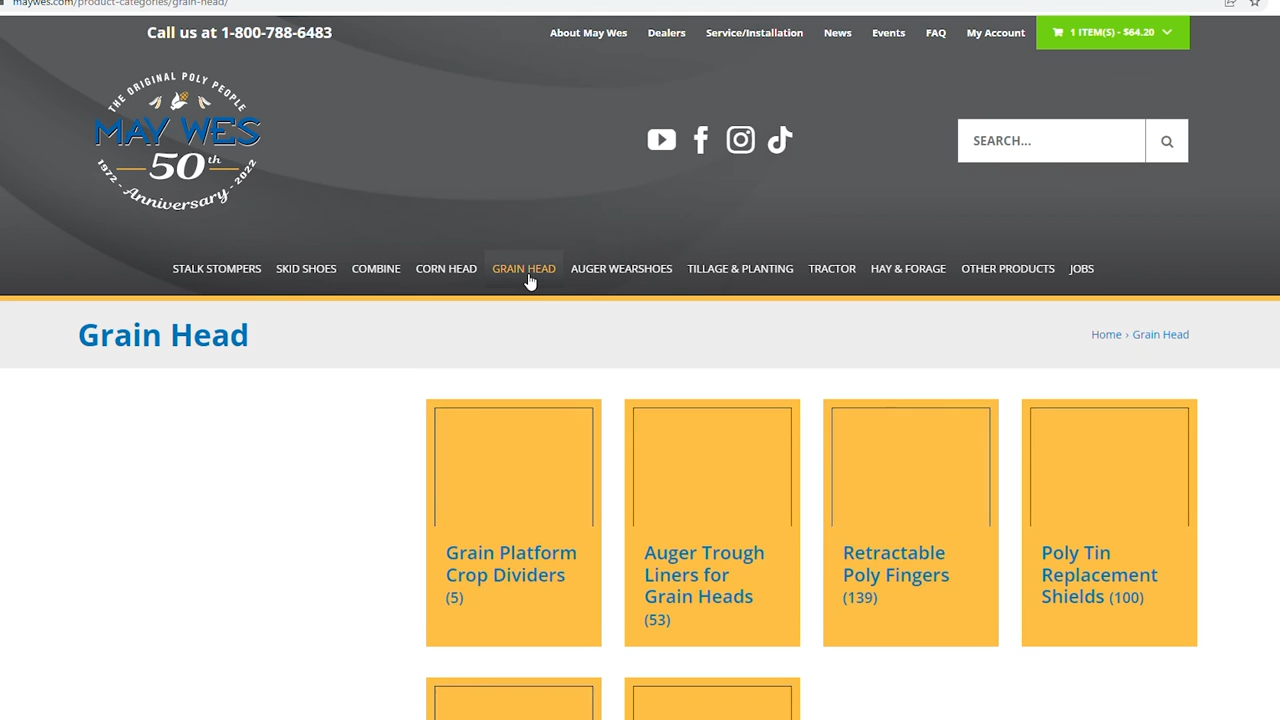 maywes.com/product-categories/grain-head/
Call us at 1-800-788-6483
About May Wes Dealers Service/Installation News Events FAQ My Account 1 ITEM(S) - $64.20
THE ORIGINAL POLY PEOPLE
MAY WES
50th
1972 - Anniversary - 2022
SEARCH...
STALK STOMPERS SKID SHOES COMBINE CORN HEAD GRAIN HEAD AUGER WEARSHOES TILLAGE & PLANTING TRACTOR HAY & FORAGE OTHER PRODUCTS JOBS
Grain Head
Home › Grain Head
Grain Platform
Crop Dividers
(5)
Auger Trough
Liners for
Grain Heads
(53)
Retractable
Poly Fingers
(139)
Poly Tin
Replacement
Shields (100)